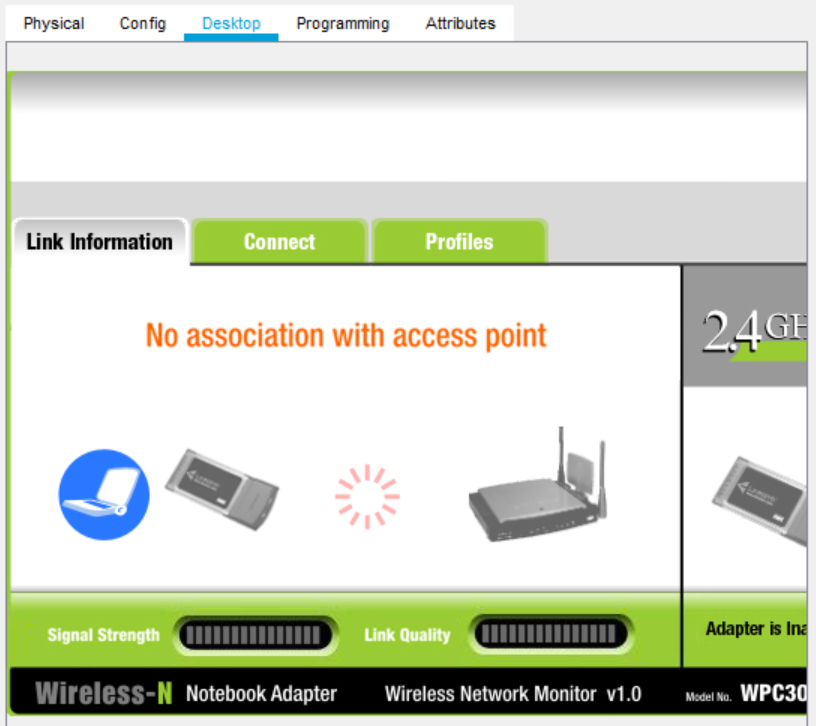 Physical Config Desktop Programming Attributes
Link Information Connect Profiles
No association with access point
2.4GH
Signal Strength Link Quality Adapter is Ina
Wireless-N Notebook Adapter Wireless Network Monitor v1.0 Model No. WPC30